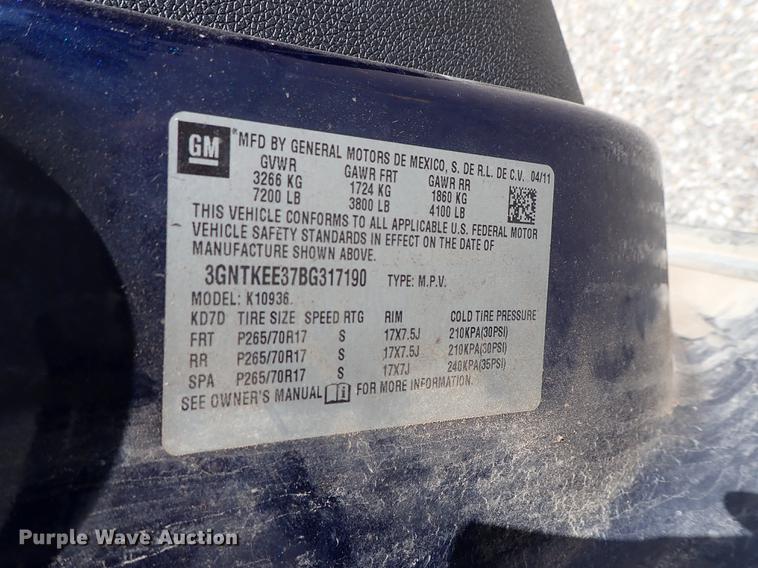 GM
® MFD BY GENERAL MOTORS DE MEXICO, S. DE R.L. DE C.V. 04/11
GVWR GAWR FRT GAWR RR
3266 KG 1724 KG 1860 KG
7200 LB 3800 LB 4100 LB
THIS VEHICLE CONFORMS TO ALL APPLICABLE U.S. FEDERAL MOTOR
VEHICLE SAFETY STANDARDS IN EFFECT ON THE DATE OF
MANUFACTURE SHOWN ABOVE.
3GNTKEE37BG317190 TYPE: M.P.V.
MODEL: K10936
KD7D TIRE SIZE SPEED RTG RIM COLD TIRE PRESSURE
FRT P265/70R17 S 17X7.5J 210KPA(30PSI)
RR P265/70R17 S 17X7.5J 210KPA(30PSI)
SPA P265/70R17 S 17X7J 240KPA(35PSI)
SEE OWNER'S MANUAL FOR MORE INFORMATION.
Purple Wave Auction